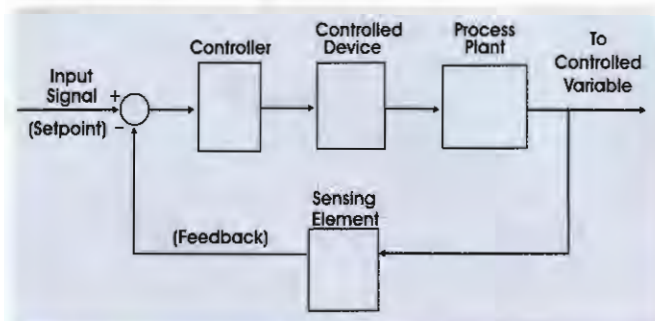 Controller
Controlled
Device
Process
Plant
To
Controlled
Variable
Input
Signal
+
(Setpoint)
−
Sensing
Element
(Feedback)